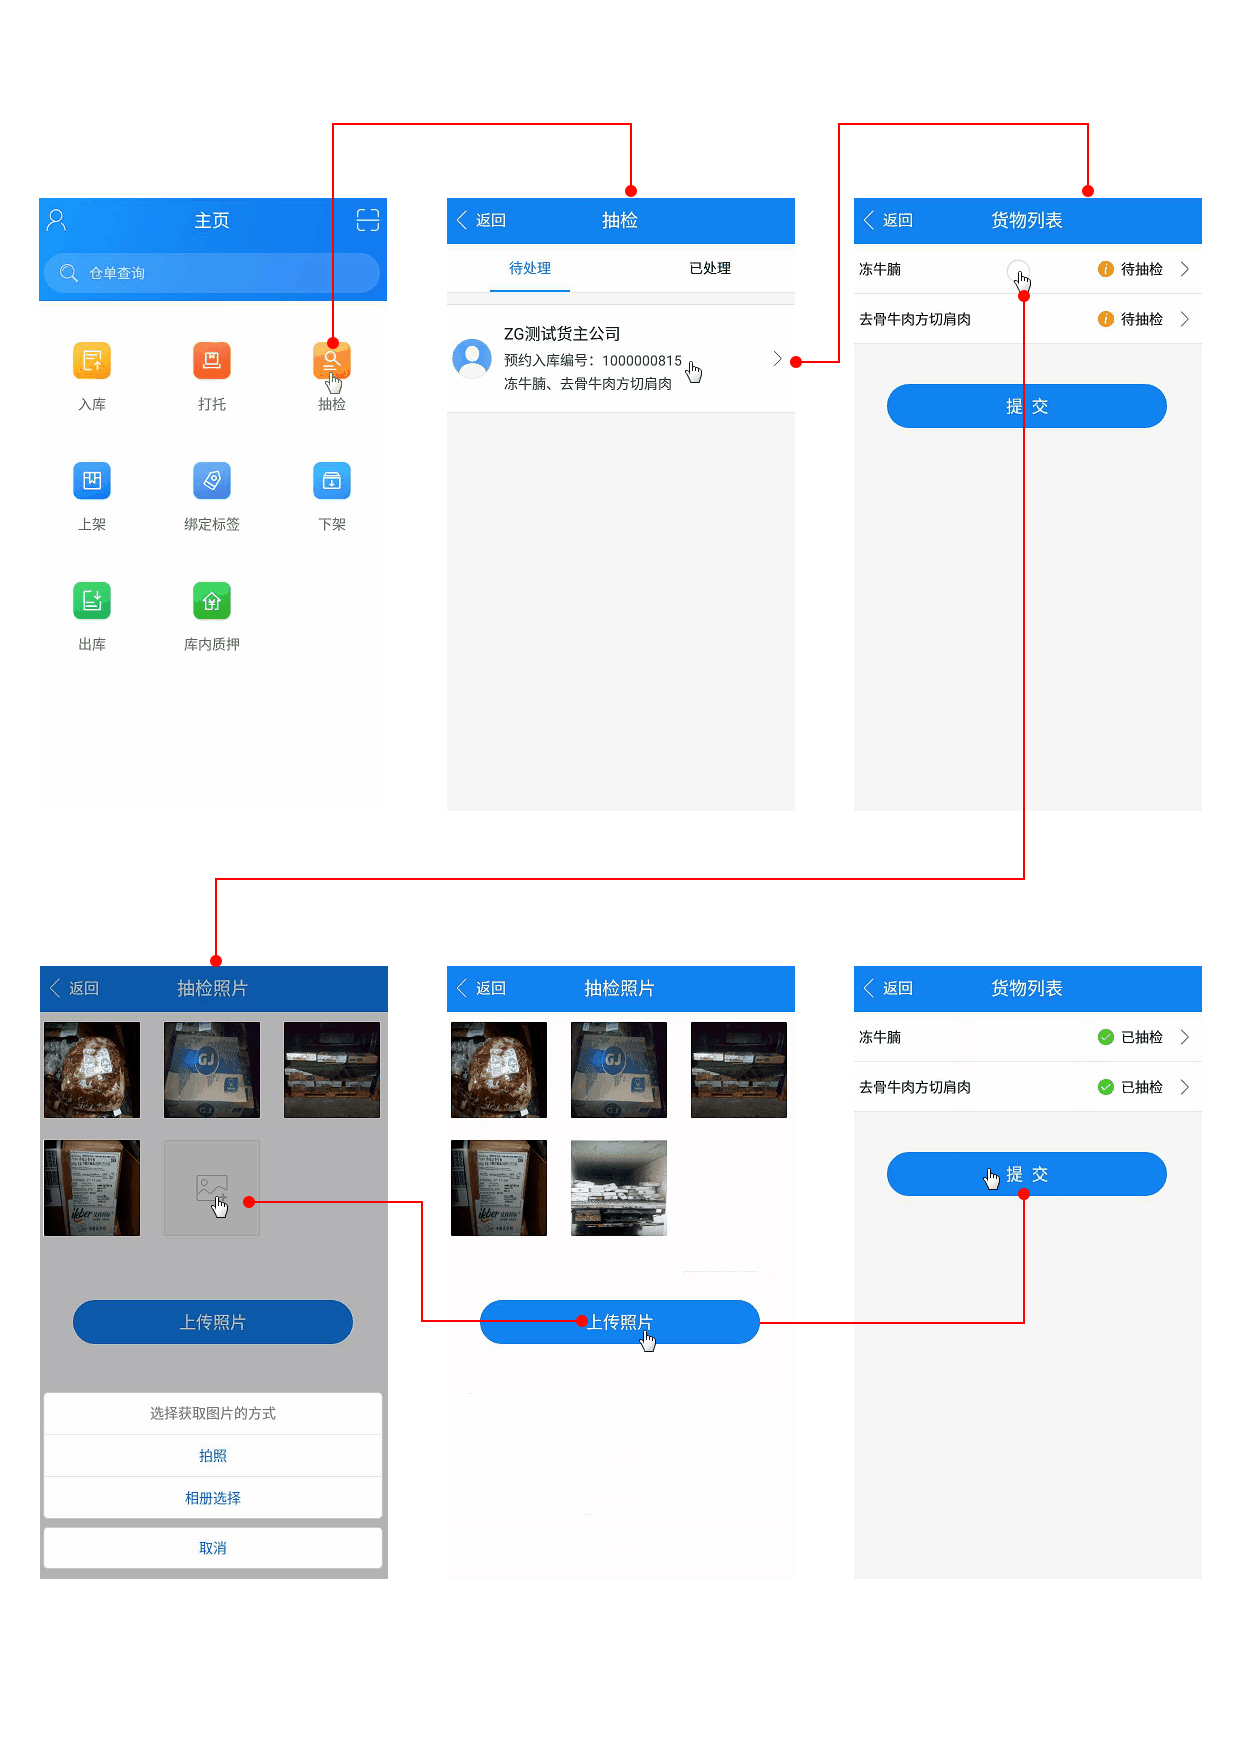 主页
仓单查询
入库
打托
抽检
上架
绑定标签
下架
出库
库内质押
返回
抽检
待处理
已处理
ZG测试货主公司
预约入库编号：1000000815
冻牛腩、去骨牛肉方切肩肉
返回
货物列表
冻牛腩
待抽检
去骨牛肉方切肩肉
待抽检
提 交
返回
抽检照片
GJ
GJ
上传照片
选择获取图片的方式
拍照
相册选择
取消
返回
抽检照片
GJ
GJ
上传照片
返回
货物列表
冻牛腩
已抽检
去骨牛肉方切肩肉
已抽检
提 交